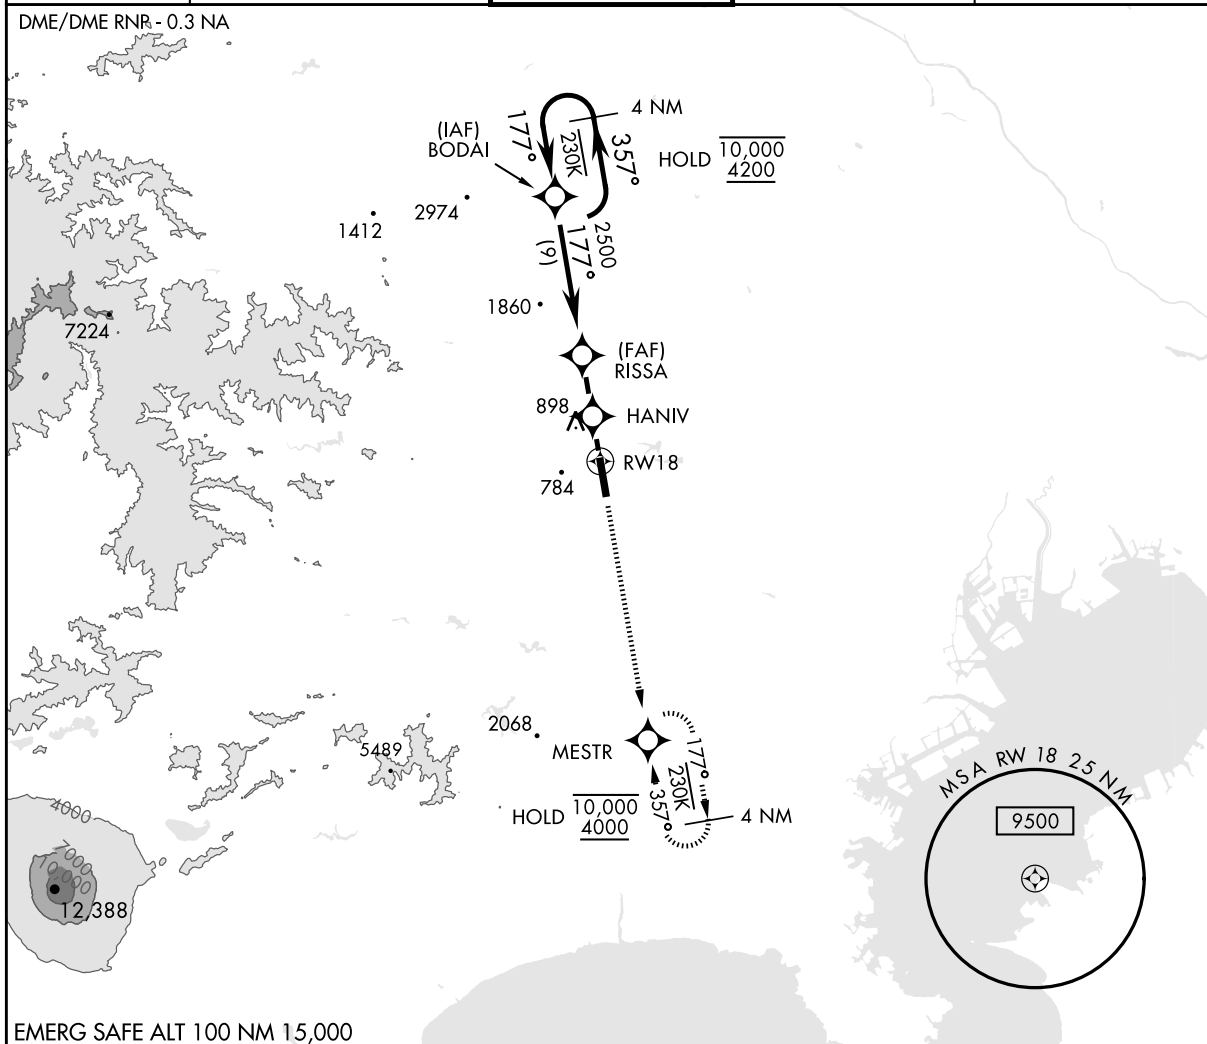 DME/DME RNP - 0.3 NA
4 NM
(IAF)
BODAI
177°
230K
357°
HOLD 10,000
4200
2974
1412
2500
177°
(9)
1860
7224
(FAF)
RISSA
898
HANIV
RW18
784
2068
MESTR
5489
177°
230K
357°
HOLD 10,000
4000
4 NM
MSA RW 18 25 NM
9500
4000
7000
10000
12,388
EMERG SAFE ALT 100 NM 15,000